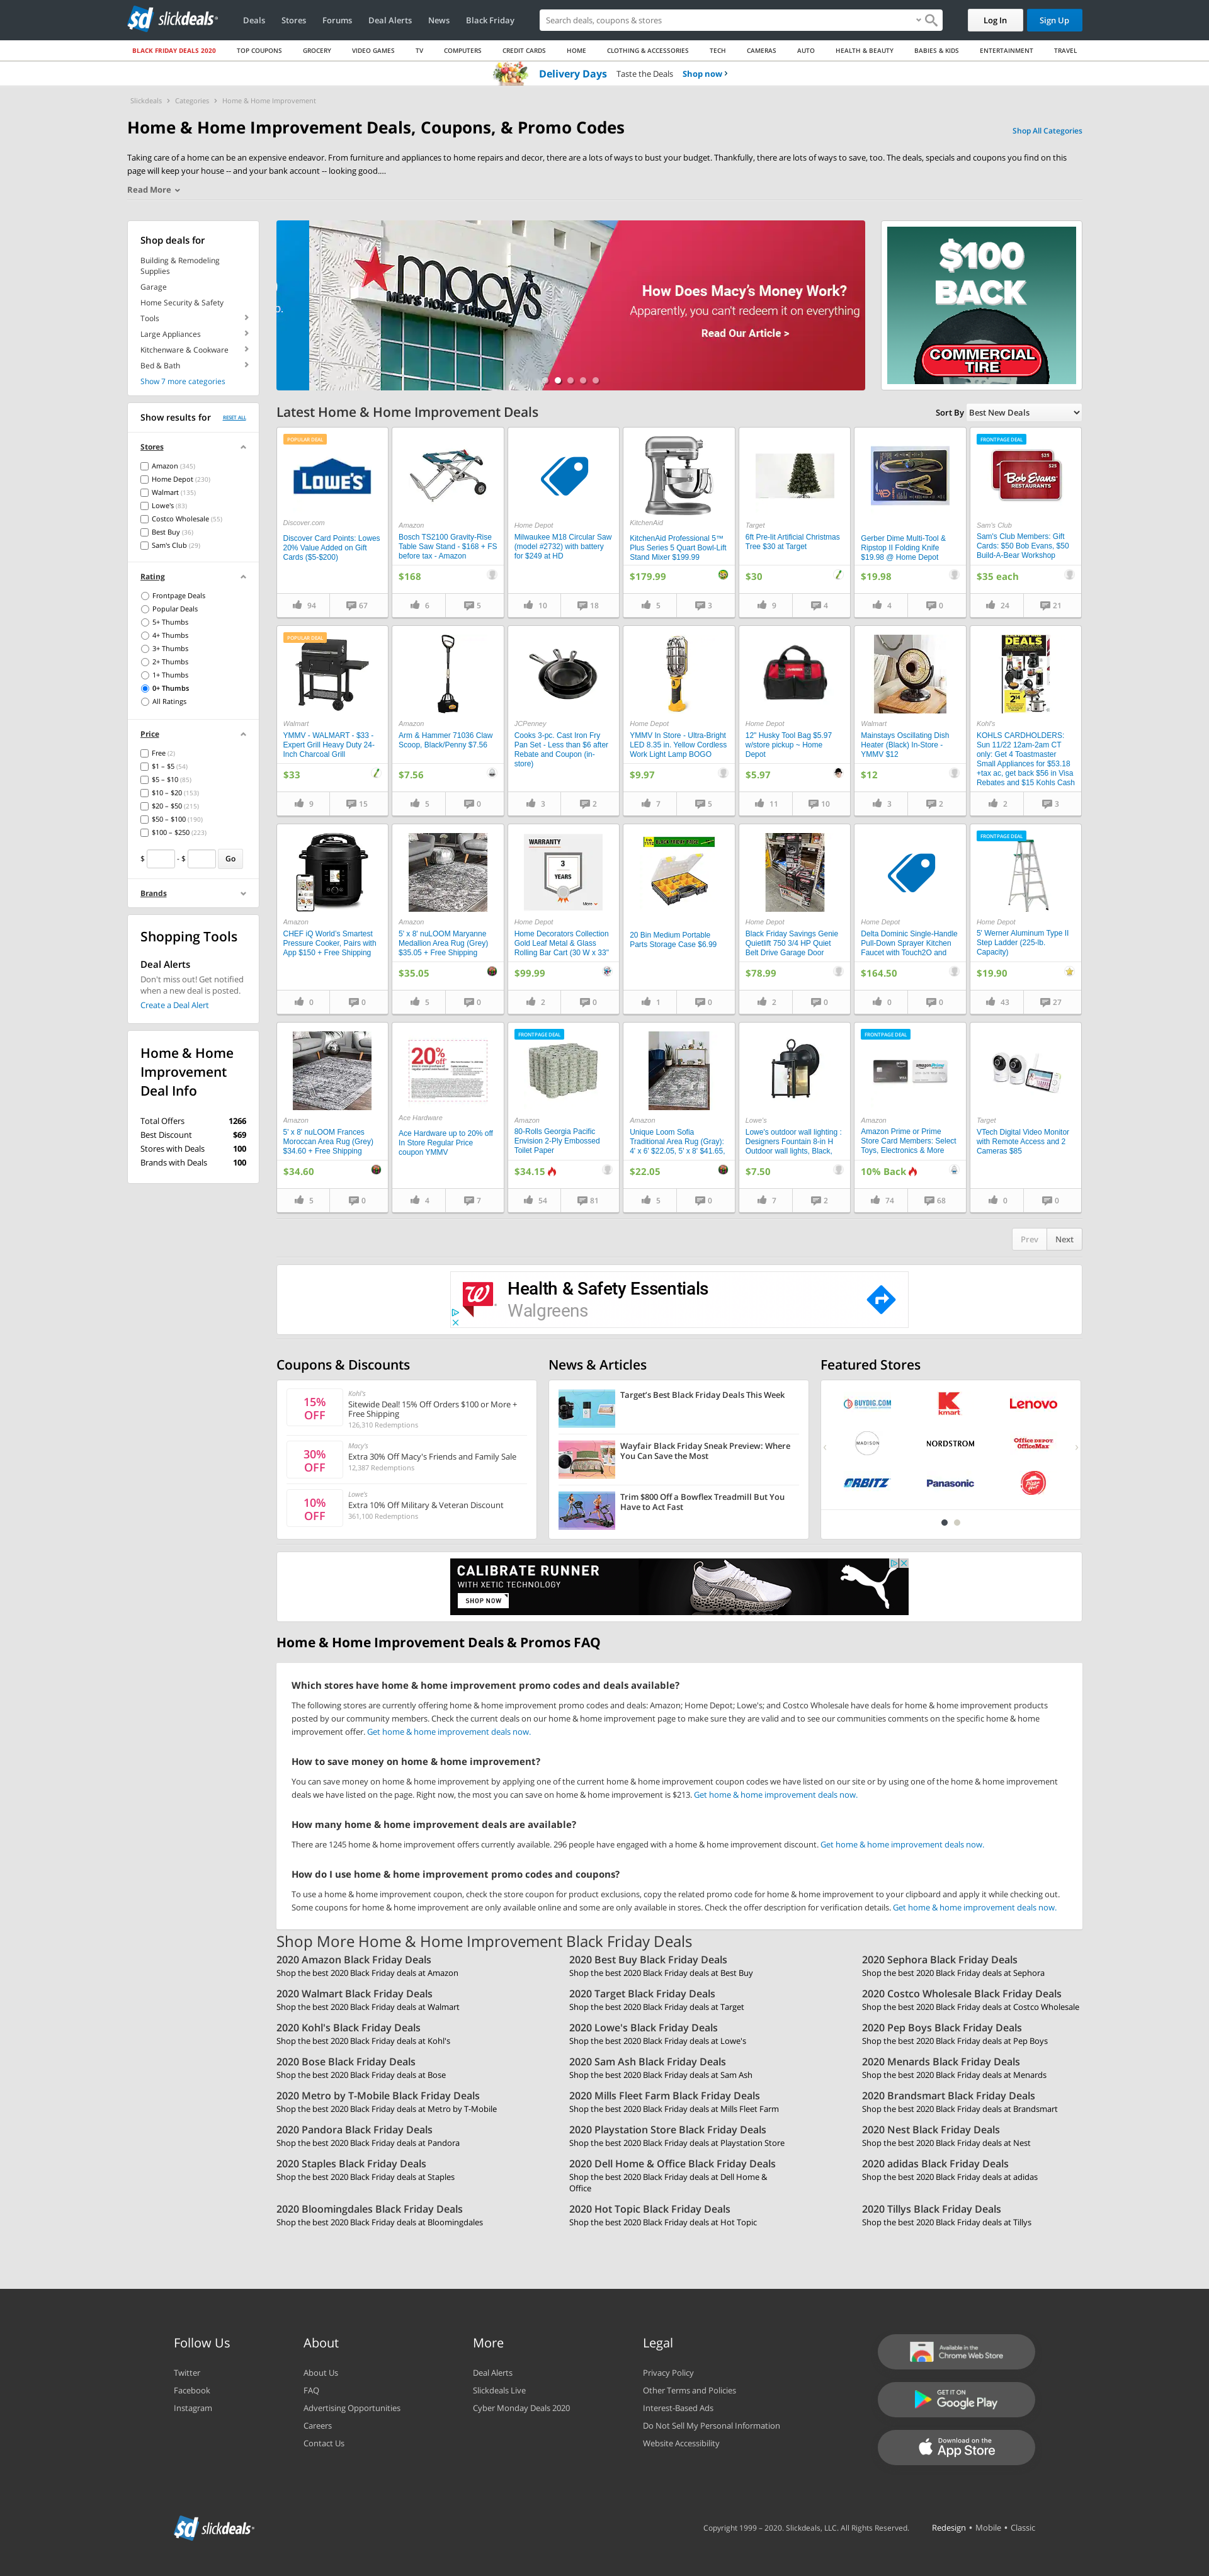 slickdeals
Deals
Stores
Forums
Deal Alerts
News
Black Friday
Search deals, coupons & stores
Log In
Sign Up
BLACK FRIDAY DEALS 2020
TOP COUPONS
GROCERY
VIDEO GAMES
TV
COMPUTERS
CREDIT CARDS
HOME
CLOTHING & ACCESSORIES
TECH
CAMERAS
AUTO
HEALTH & BEAUTY
BABIES & KIDS
ENTERTAINMENT
TRAVEL
Delivery Days Taste the Deals Shop now ›
Slickdeals › Categories › Home & Home Improvement
Home & Home Improvement Deals, Coupons, & Promo Codes
Shop All Categories
Taking care of a home can be an expensive endeavor. From furniture and appliances to home repairs and decor, there are a lots of ways to bust your budget. Thankfully, there are lots of ways to save, too. The deals, specials and coupons you find on this
page will keep your house -- and your bank account -- looking good....
Read More
Shop deals for
Building & Remodeling
Supplies
Garage
Home Security & Safety
Tools
Large Appliances
Kitchenware & Cookware
Bed & Bath
Show 7 more categories
Show results for
RESET ALL
Stores
Amazon (345)
Home Depot (230)
Walmart (135)
Lowe's (83)
Costco Wholesale (55)
Best Buy (36)
Sam's Club (29)
Rating
Frontpage Deals
Popular Deals
5+ Thumbs
4+ Thumbs
3+ Thumbs
2+ Thumbs
1+ Thumbs
0+ Thumbs
All Ratings
Price
Free (2)
$1 – $5 (54)
$5 – $10 (85)
$10 – $20 (153)
$20 – $50 (215)
$50 – $100 (190)
$100 – $250 (223)
$ - $ Go
Brands
Shopping Tools
Deal Alerts
Don't miss out! Get notified
when a new deal is posted.
Create a Deal Alert
Home & Home
Improvement
Deal Info
Total Offers 1266
Best Discount $69
Stores with Deals 100
Brands with Deals 100
macys
MEN'S HOME FURNITURE
How Does Macy's Money Work?
Apparently, you can't redeem it on everything
Read Our Article >
$100
BACK
COMMERCIAL
TIRE
Latest Home & Home Improvement Deals
Sort By Best New Deals
POPULAR DEAL
LOWE'S
Discover.com
Discover Card Points: Lowes
20% Value Added on Gift
Cards ($5-$200)
94 67
Amazon
Bosch TS2100 Gravity-Rise
Table Saw Stand - $168 + FS
before tax - Amazon
$168
6 5
Home Depot
Milwaukee M18 Circular Saw
(model #2732) with battery
for $249 at HD
10 18
KitchenAid
KitchenAid Professional 5™
Plus Series 5 Quart Bowl-Lift
Stand Mixer $199.99
$179.99
5 3
Target
6ft Pre-lit Artificial Christmas
Tree $30 at Target
$30
9 4
Gerber Dime Multi-Tool &
Ripstop II Folding Knife
$19.98 @ Home Depot
$19.98
4 0
FRONTPAGE DEAL
$25
$25
Bob Evans
RESTAURANTS
Sam's Club
Sam's Club Members: Gift
Cards: $50 Bob Evans, $50
Build-A-Bear Workshop
$35 each
24 21
POPULAR DEAL
Walmart
YMMV - WALMART - $33 -
Expert Grill Heavy Duty 24-
Inch Charcoal Grill
$33
9 15
Amazon
Arm & Hammer 71036 Claw
Scoop, Black/Penny $7.56
$7.56
5 0
JCPenney
Cooks 3-pc. Cast Iron Fry
Pan Set - Less than $6 after
Rebate and Coupon (in-
store)
3 2
Home Depot
YMMV In Store - Ultra-Bright
LED 8.35 in. Yellow Cordless
Work Light Lamp BOGO
$9.97
7 5
Home Depot
12" Husky Tool Bag $5.97
w/store pickup ~ Home
Depot
$5.97
11 10
Walmart
Mainstays Oscillating Dish
Heater (Black) In-Store -
YMMV $12
$12
3 2
DEALS
Kohl's
KOHLS CARDHOLDERS:
Sun 11/22 12am-2am CT
only: Get 4 Toastmaster
Small Appliances for $53.18
+tax ac, get back $56 in Visa
Rebates and $15 Kohls Cash
2 3
Amazon
CHEF iQ World's Smartest
Pressure Cooker, Pairs with
App $150 + Free Shipping
0 0
Amazon
5' x 8' nuLOOM Maryanne
Medallion Area Rug (Grey)
$35.05 + Free Shipping
$35.05
5 0
WARRANTY
3
YEARS
More
Home Depot
Home Decorators Collection
Gold Leaf Metal & Glass
Rolling Bar Cart (30 W x 33"
$99.99
2 0
20 Bin Medium Portable
Parts Storage Case $6.99
1 0
Home Depot
Black Friday Savings Genie
Quietlift 750 3/4 HP Quiet
Belt Drive Garage Door
$78.99
2 0
Home Depot
Delta Dominic Single-Handle
Pull-Down Sprayer Kitchen
Faucet with Touch2O and
$164.50
0 0
FRONTPAGE DEAL
Home Depot
5' Werner Aluminum Type II
Step Ladder (225-lb.
Capacity)
$19.90
43 27
Amazon
5' x 8' nuLOOM Frances
Moroccan Area Rug (Grey)
$34.60 + Free Shipping
$34.60
5 0
20% off
Ace Hardware
Ace Hardware up to 20% off
In Store Regular Price
coupon YMMV
4 7
FRONTPAGE DEAL
Amazon
80-Rolls Georgia Pacific
Envision 2-Ply Embossed
Toilet Paper
$34.15
54 81
Amazon
Unique Loom Sofia
Traditional Area Rug (Gray):
4' x 6' $22.05, 5' x 8' $41.65,
$22.05
5 0
Lowe's
Lowe's outdoor wall lighting :
Designers Fountain 8-in H
Outdoor wall lights, Black,
$7.50
7 2
FRONTPAGE DEAL
Amazon
Amazon Prime or Prime
Store Card Members: Select
Toys, Electronics & More
10% Back
74 68
Target
VTech Digital Video Monitor
with Remote Access and 2
Cameras $85
0 0
Prev Next
Health & Safety Essentials
Walgreens
Coupons & Discounts
15%
OFF
Kohl's
Sitewide Deal! 15% Off Orders $100 or More +
Free Shipping
126,310 Redemptions
30%
OFF
Macy's
Extra 30% Off Macy's Friends and Family Sale
12,387 Redemptions
10%
OFF
Lowe's
Extra 10% Off Military & Veteran Discount
361,100 Redemptions
News & Articles
Target's Best Black Friday Deals This Week
Wayfair Black Friday Sneak Preview: Where
You Can Save the Most
Trim $800 Off a Bowflex Treadmill But You
Have to Act Fast
Featured Stores
BUYDIG.COM
kmart
Lenovo
MADISON
NORDSTROM
Office DEPOT
OfficeMax
ORBITZ
Panasonic
Pizza Hut
CALIBRATE RUNNER
WITH XETIC TECHNOLOGY
SHOP NOW
Home & Home Improvement Deals & Promos FAQ
Which stores have home & home improvement promo codes and deals available?
The following stores are currently offering home & home improvement promo codes and deals: Amazon; Home Depot; Lowe's; and Costco Wholesale have deals for home & home improvement products
posted by our community members. Check the current deals on our home & home improvement page to make sure they are valid and to see our communities comments on the specific home & home
improvement offer. Get home & home improvement deals now.
How to save money on home & home improvement?
You can save money on home & home improvement by applying one of the current home & home improvement coupon codes we have listed on our site or by using one of the home & home improvement
deals we have listed on the page. Right now, the most you can save on home & home improvement is $213. Get home & home improvement deals now.
How many home & home improvement deals are available?
There are 1245 home & home improvement offers currently available. 296 people have engaged with a home & home improvement discount. Get home & home improvement deals now.
How do I use home & home improvement promo codes and coupons?
To use a home & home improvement coupon, check the store coupon for product exclusions, copy the related promo code for home & home improvement to your clipboard and apply it while checking out.
Some coupons for home & home improvement are only available online and some are only available in stores. Check the offer description for verification details. Get home & home improvement deals now.
Shop More Home & Home Improvement Black Friday Deals
2020 Amazon Black Friday Deals
Shop the best 2020 Black Friday deals at Amazon
2020 Best Buy Black Friday Deals
Shop the best 2020 Black Friday deals at Best Buy
2020 Sephora Black Friday Deals
Shop the best 2020 Black Friday deals at Sephora
2020 Walmart Black Friday Deals
Shop the best 2020 Black Friday deals at Walmart
2020 Target Black Friday Deals
Shop the best 2020 Black Friday deals at Target
2020 Costco Wholesale Black Friday Deals
Shop the best 2020 Black Friday deals at Costco Wholesale
2020 Kohl's Black Friday Deals
Shop the best 2020 Black Friday deals at Kohl's
2020 Lowe's Black Friday Deals
Shop the best 2020 Black Friday deals at Lowe's
2020 Pep Boys Black Friday Deals
Shop the best 2020 Black Friday deals at Pep Boys
2020 Bose Black Friday Deals
Shop the best 2020 Black Friday deals at Bose
2020 Sam Ash Black Friday Deals
Shop the best 2020 Black Friday deals at Sam Ash
2020 Menards Black Friday Deals
Shop the best 2020 Black Friday deals at Menards
2020 Metro by T-Mobile Black Friday Deals
Shop the best 2020 Black Friday deals at Metro by T-Mobile
2020 Mills Fleet Farm Black Friday Deals
Shop the best 2020 Black Friday deals at Mills Fleet Farm
2020 Brandsmart Black Friday Deals
Shop the best 2020 Black Friday deals at Brandsmart
2020 Pandora Black Friday Deals
Shop the best 2020 Black Friday deals at Pandora
2020 Playstation Store Black Friday Deals
Shop the best 2020 Black Friday deals at Playstation Store
2020 Nest Black Friday Deals
Shop the best 2020 Black Friday deals at Nest
2020 Staples Black Friday Deals
Shop the best 2020 Black Friday deals at Staples
2020 Dell Home & Office Black Friday Deals
Shop the best 2020 Black Friday deals at Dell Home &
Office
2020 adidas Black Friday Deals
Shop the best 2020 Black Friday deals at adidas
2020 Bloomingdales Black Friday Deals
Shop the best 2020 Black Friday deals at Bloomingdales
2020 Hot Topic Black Friday Deals
Shop the best 2020 Black Friday deals at Hot Topic
2020 Tillys Black Friday Deals
Shop the best 2020 Black Friday deals at Tillys
Follow Us
Twitter
Facebook
Instagram
About
About Us
FAQ
Advertising Opportunities
Careers
Contact Us
More
Deal Alerts
Slickdeals Live
Cyber Monday Deals 2020
Legal
Privacy Policy
Other Terms and Policies
Interest-Based Ads
Do Not Sell My Personal Information
Website Accessibility
Available in the
Chrome Web Store
GET IT ON
Google Play
Download on the
App Store
slickdeals
Copyright 1999 – 2020. Slickdeals, LLC. All Rights Reserved.
Redesign • Mobile • Classic